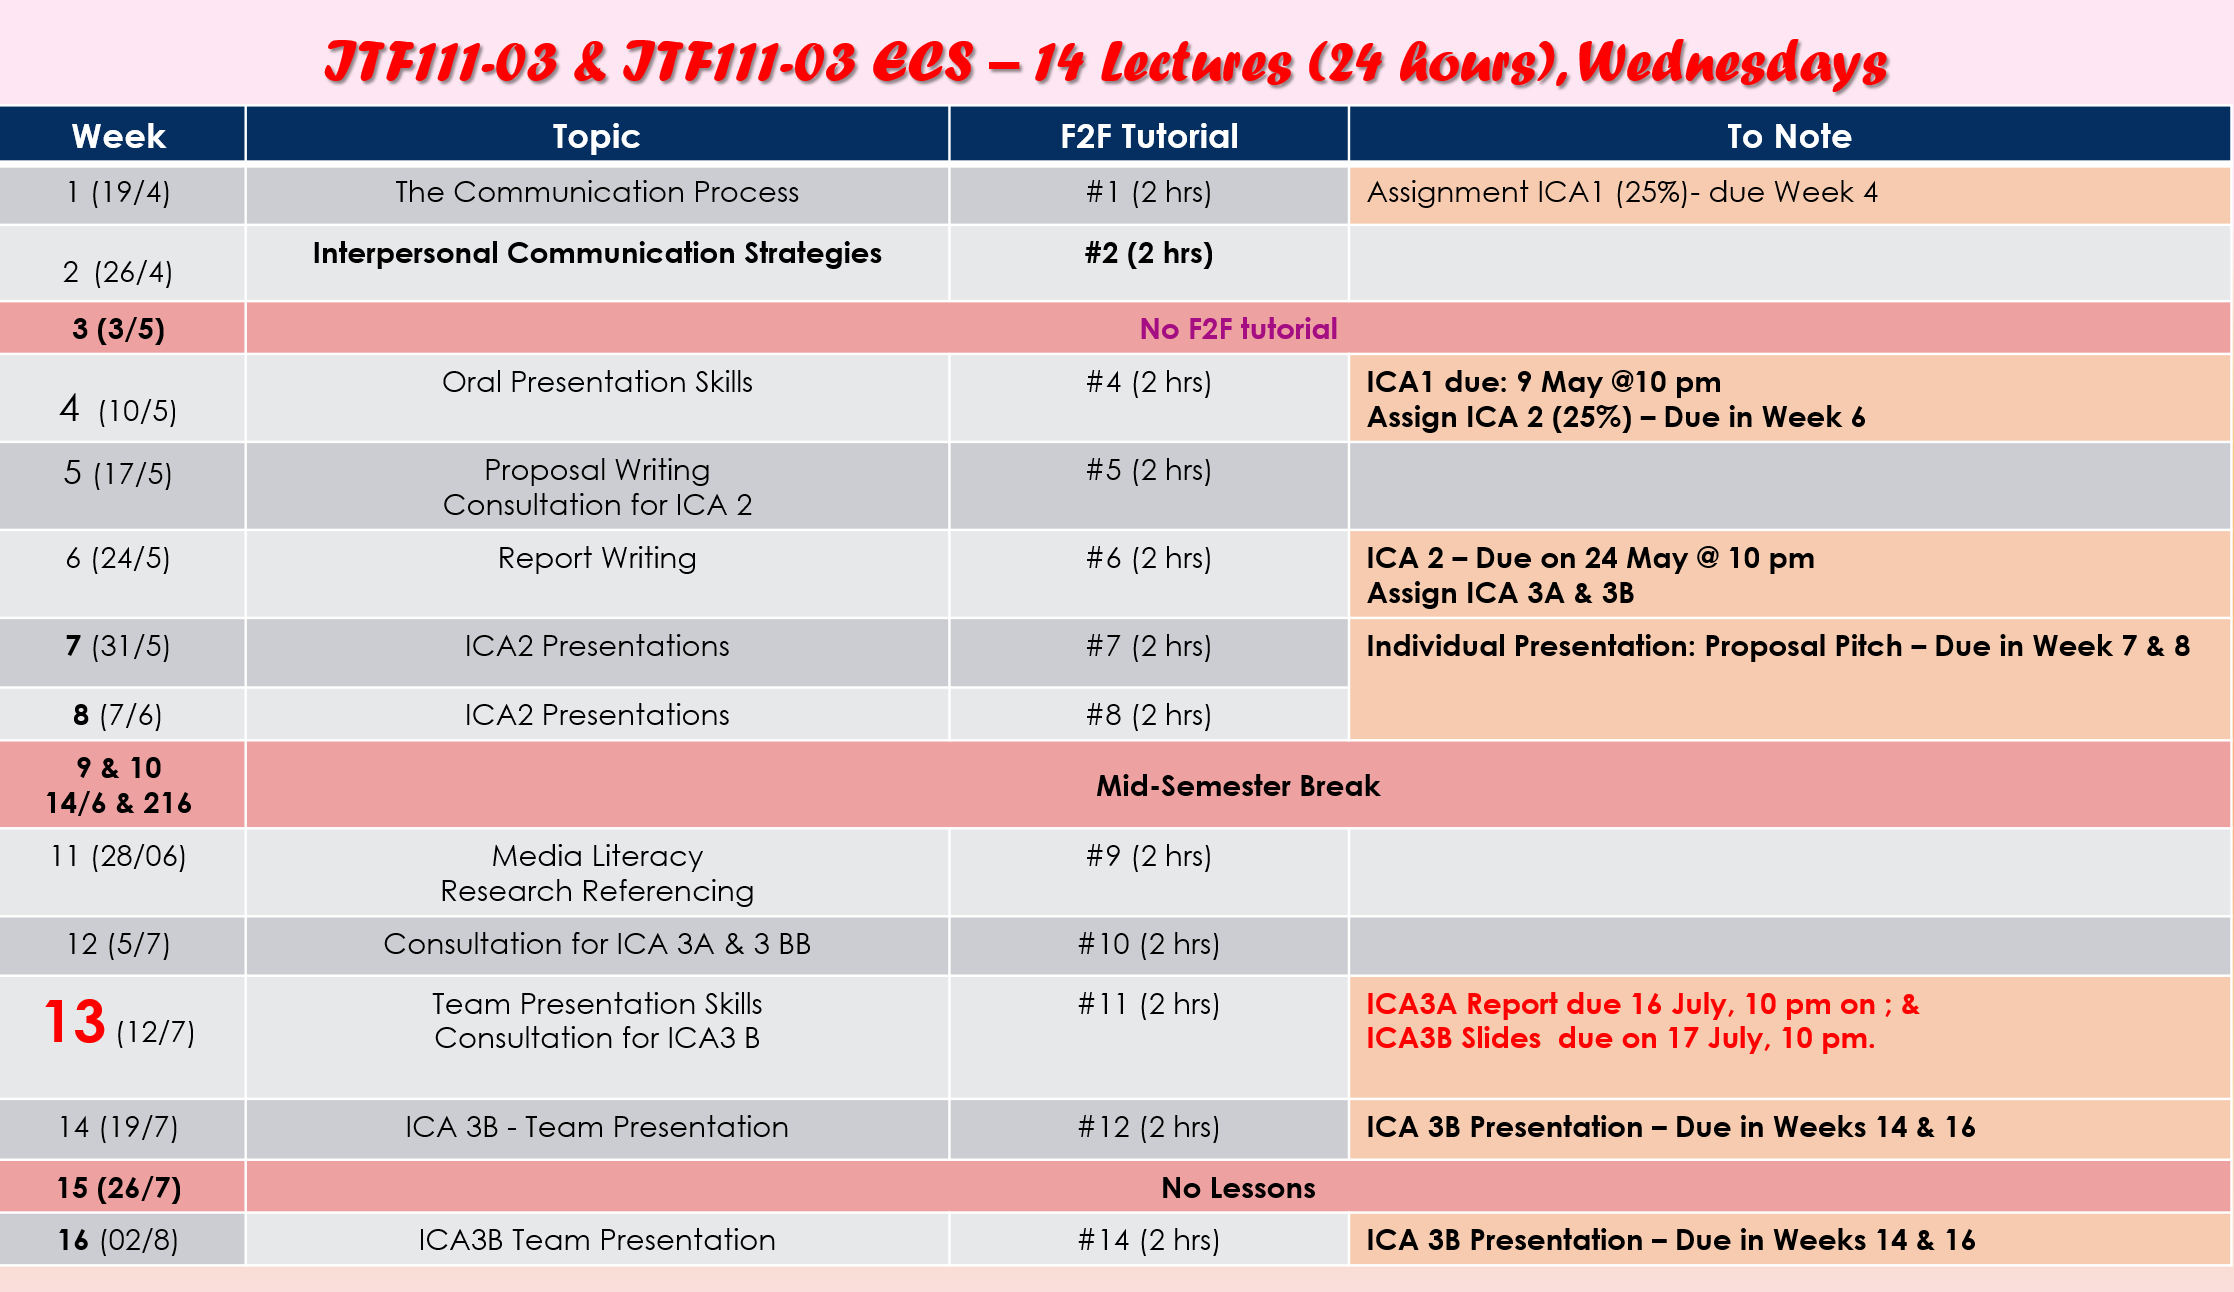 ITF111-03 & ITF111-03 ECS – 14 Lectures (24 hours), Wednesdays
Week Topic F2F Tutorial To Note
1 (19/4) The Communication Process #1 (2 hrs) Assignment ICA1 (25%)- due Week 4
2 (26/4) Interpersonal Communication Strategies #2 (2 hrs)
3 (3/5) No F2F tutorial
4 (10/5) Oral Presentation Skills #4 (2 hrs) ICA1 due: 9 May @10 pm
Assign ICA 2 (25%) – Due in Week 6
5 (17/5) Proposal Writing #5 (2 hrs)
Consultation for ICA 2
6 (24/5) Report Writing #6 (2 hrs) ICA 2 – Due on 24 May @ 10 pm
Assign ICA 3A & 3B
7 (31/5) ICA2 Presentations #7 (2 hrs) Individual Presentation: Proposal Pitch – Due in Week 7 & 8
8 (7/6) ICA2 Presentations #8 (2 hrs)
9 & 10
14/6 & 216 Mid-Semester Break
11 (28/06) Media Literacy #9 (2 hrs)
Research Referencing
12 (5/7) Consultation for ICA 3A & 3 BB #10 (2 hrs)
13 (12/7) Team Presentation Skills #11 (2 hrs) ICA3A Report due 16 July, 10 pm on ; &
Consultation for ICA3 B ICA3B Slides due on 17 July, 10 pm.
14 (19/7) ICA 3B - Team Presentation #12 (2 hrs) ICA 3B Presentation – Due in Weeks 14 & 16
15 (26/7) No Lessons
16 (02/8) ICA3B Team Presentation #14 (2 hrs) ICA 3B Presentation – Due in Weeks 14 & 16